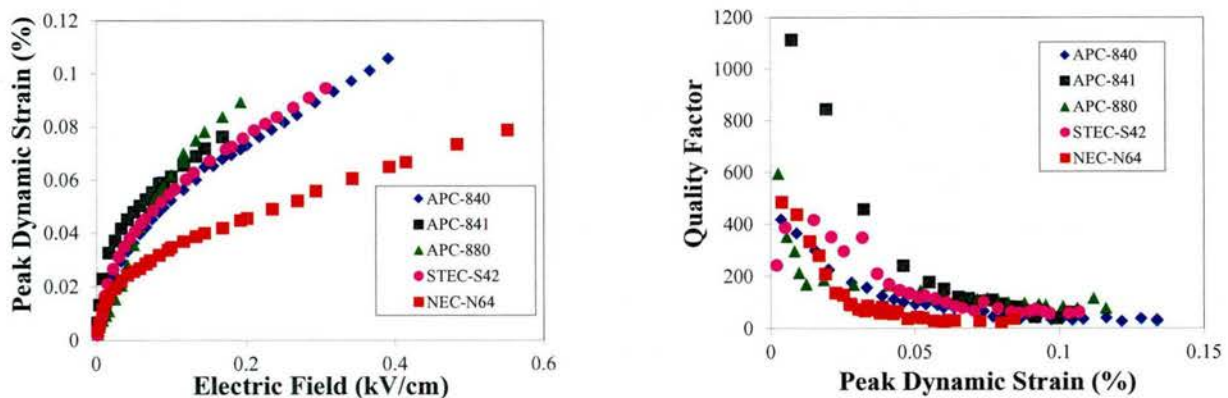 Peak Dynamic Strain (%)
0.12
0.1
0.08
0.06
0.04
0.02
0
0
0.2
0.4
0.6
Electric Field (kV/cm)
APC-840
APC-841
APC-880
STEC-S42
NEC-N64
Quality Factor
1200
1000
800
600
400
200
0
0
0.05
0.1
0.15
Peak Dynamic Strain (%)
APC-840
APC-841
APC-880
STEC-S42
NEC-N64